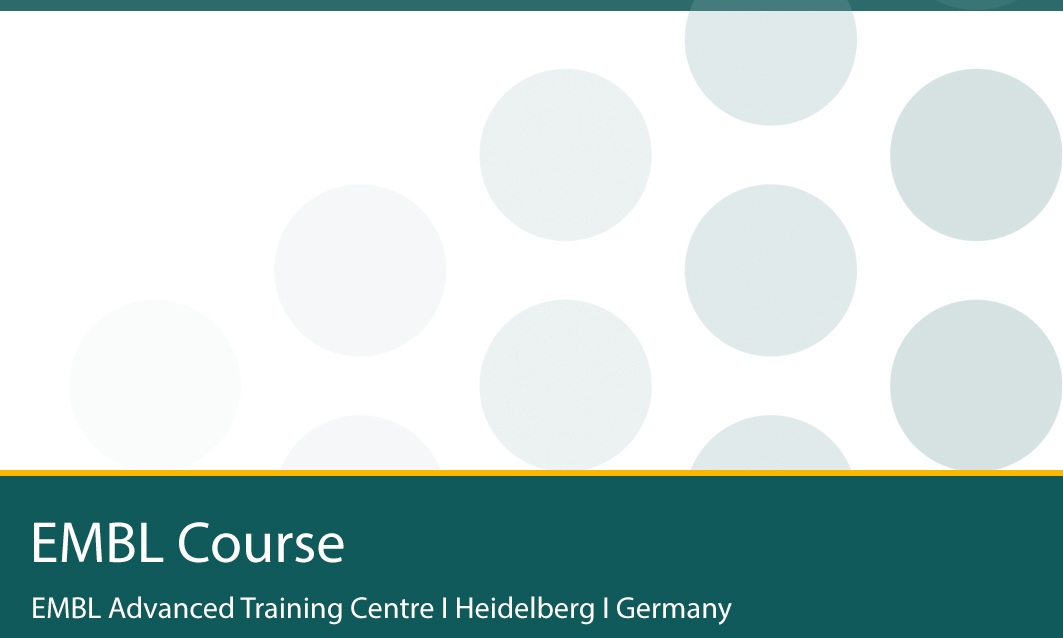 EMBL Course
EMBL Advanced Training Centre I Heidelberg I Germany